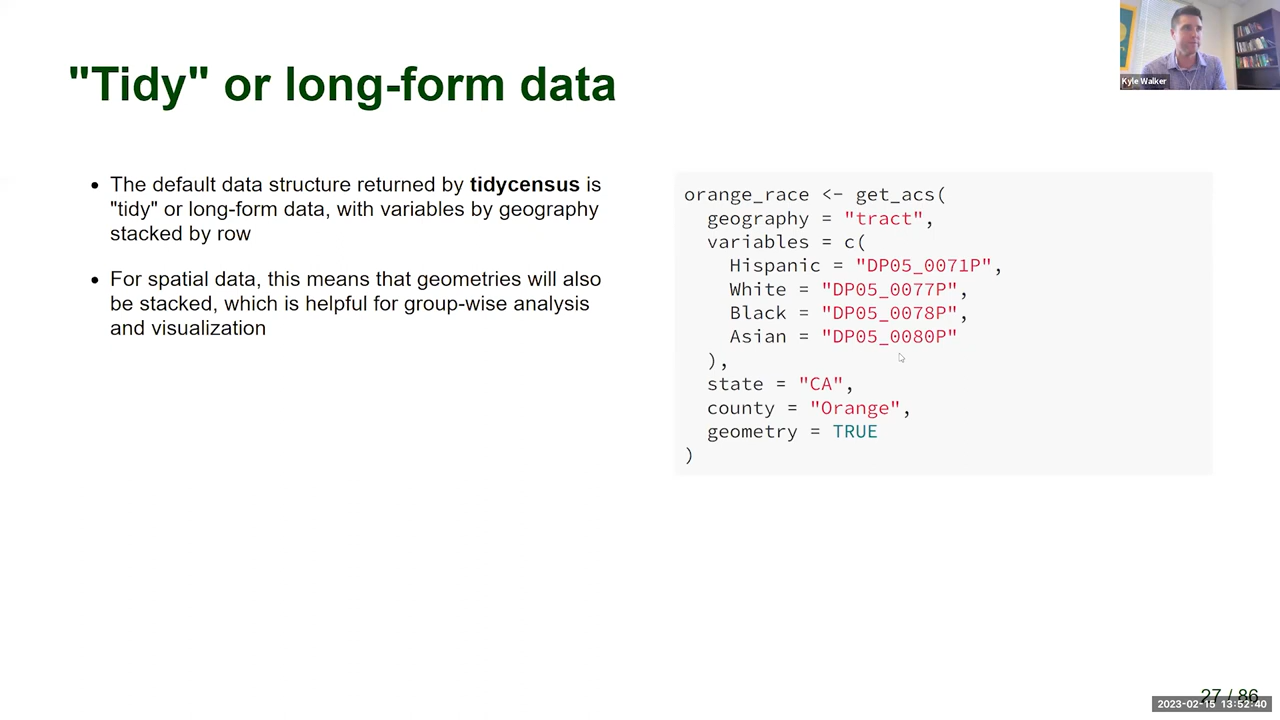 "Tidy" or long-form data
Kyle Walker
• The default data structure returned by tidycensus is
"tidy" or long-form data, with variables by geography
stacked by row
• For spatial data, this means that geometries will also
be stacked, which is helpful for group-wise analysis
and visualization
orange_race <- get_acs(
  geography = "tract",
  variables = c(
    Hispanic = "DP05_0071P",
    White = "DP05_0077P",
    Black = "DP05_0078P",
    Asian = "DP05_0080P"
  ),
  state = "CA",
  county = "Orange",
  geometry = TRUE
)
27 / 86
2023-02-15 13:52:40